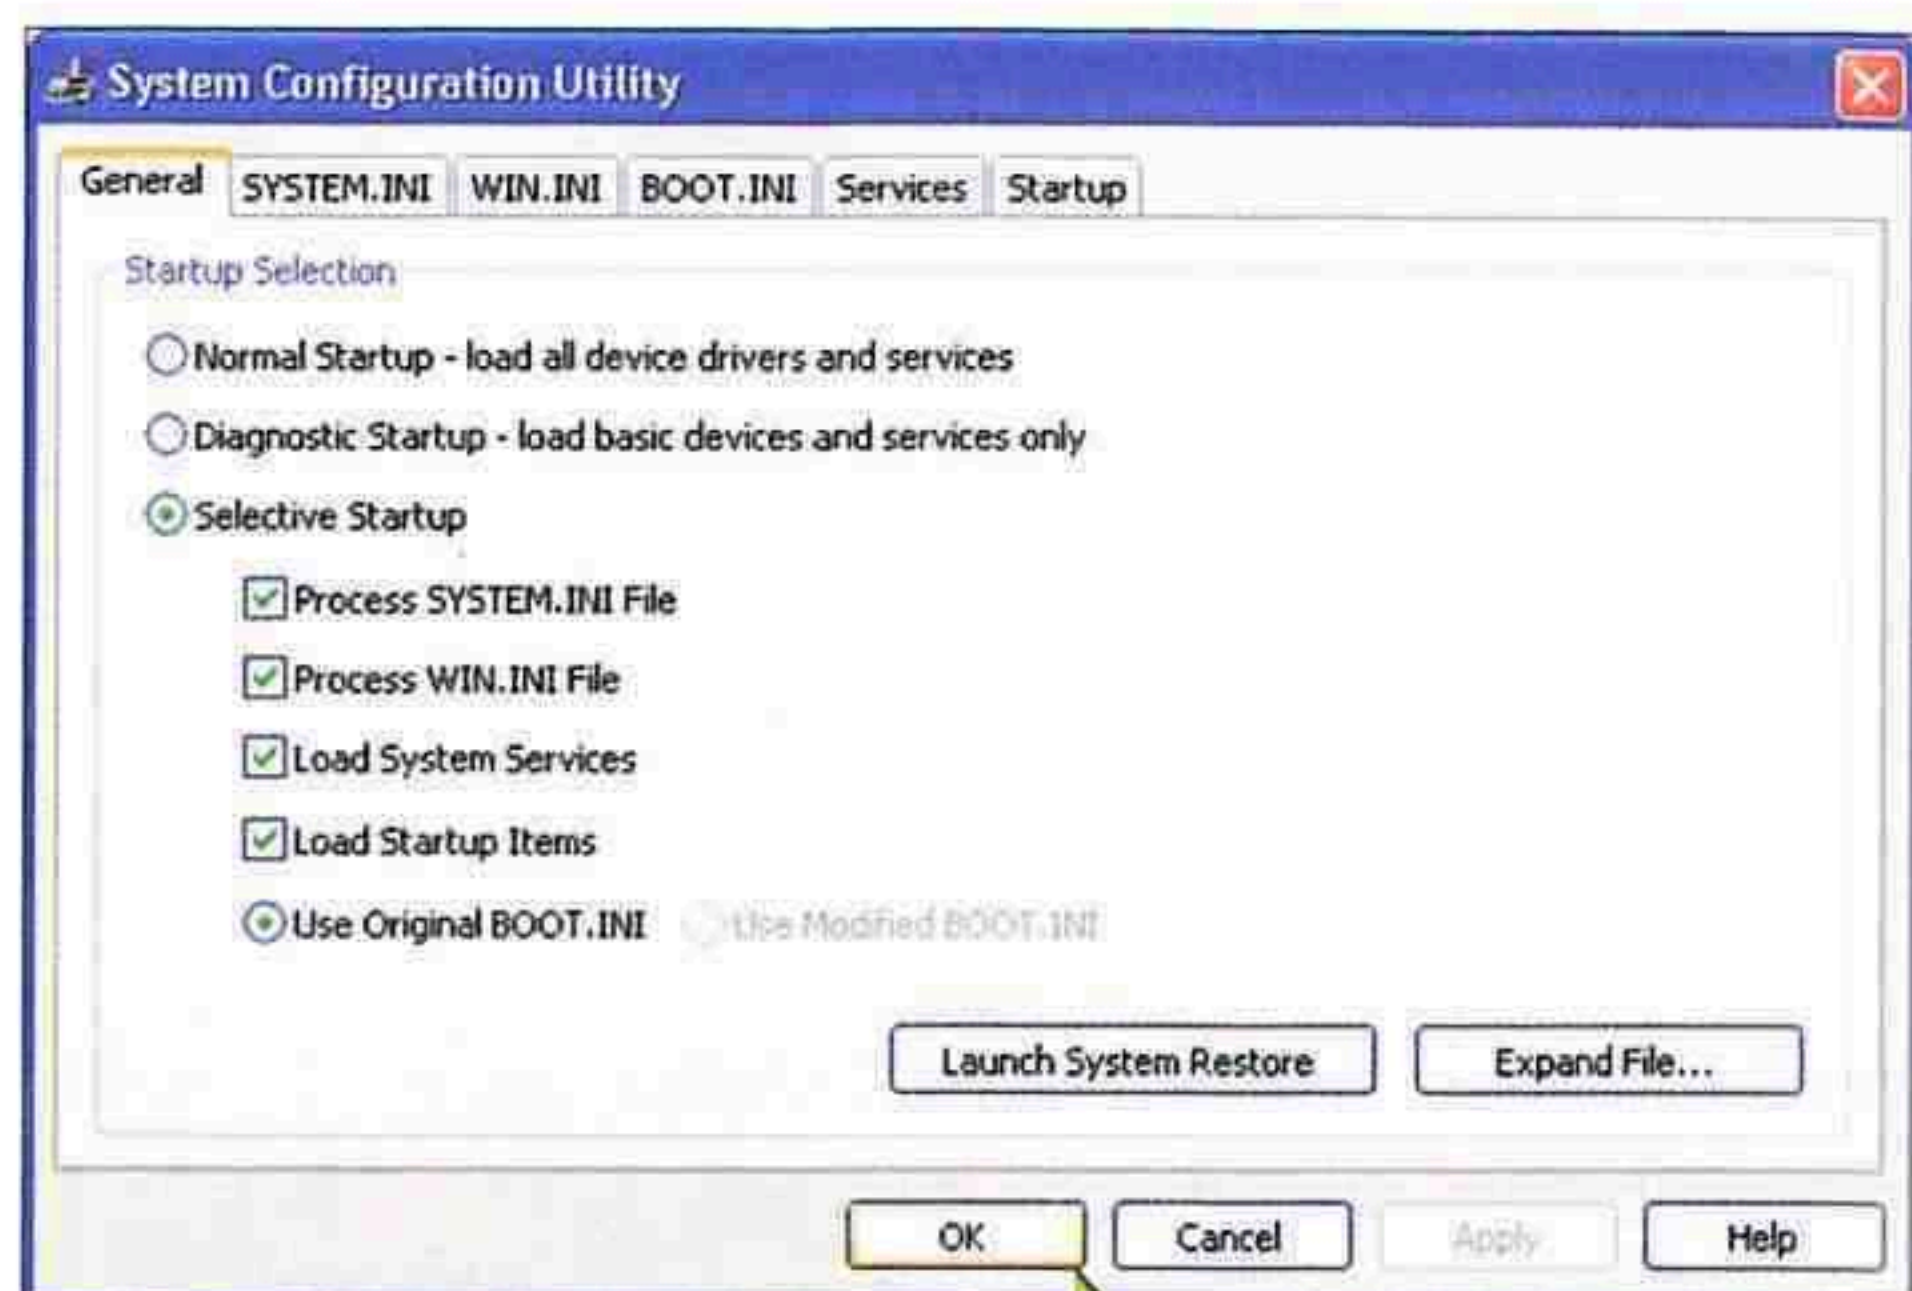 System Configuration Utility
General SYSTEM.INI WIN.INI BOOT.INI Services Startup
Startup Selection
Normal Startup - load all device drivers and services
Diagnostic Startup - load basic devices and services only
Selective Startup
Process SYSTEM.INI File
Process WIN.INI File
Load System Services
Load Startup Items
Use Original BOOT.INI Use Modified BOOT.INI
Launch System Restore Expand File...
OK Cancel Apply Help